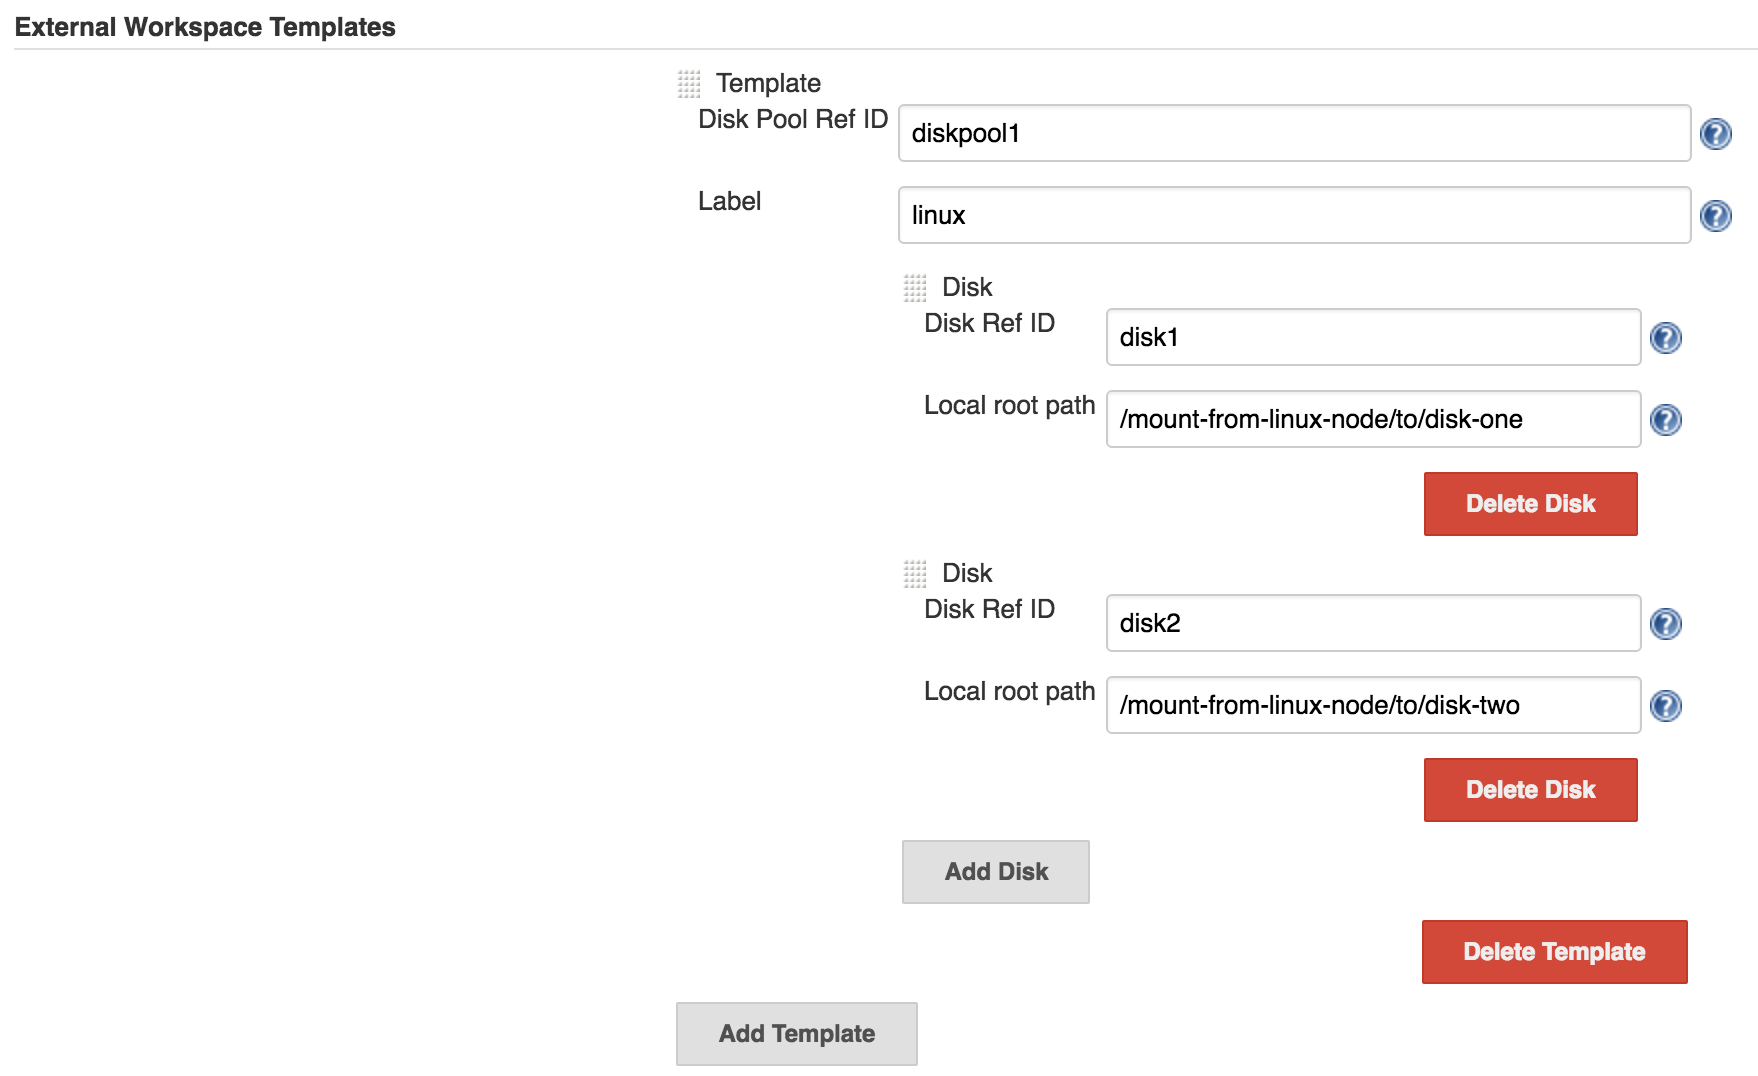 External Workspace Templates
Template
Disk Pool Ref ID diskpool1 ?
Label linux ?
Disk
Disk Ref ID disk1 ?
Local root path /mount-from-linux-node/to/disk-one ?
Delete Disk
Disk
Disk Ref ID disk2 ?
Local root path /mount-from-linux-node/to/disk-two ?
Delete Disk
Add Disk
Delete Template
Add Template